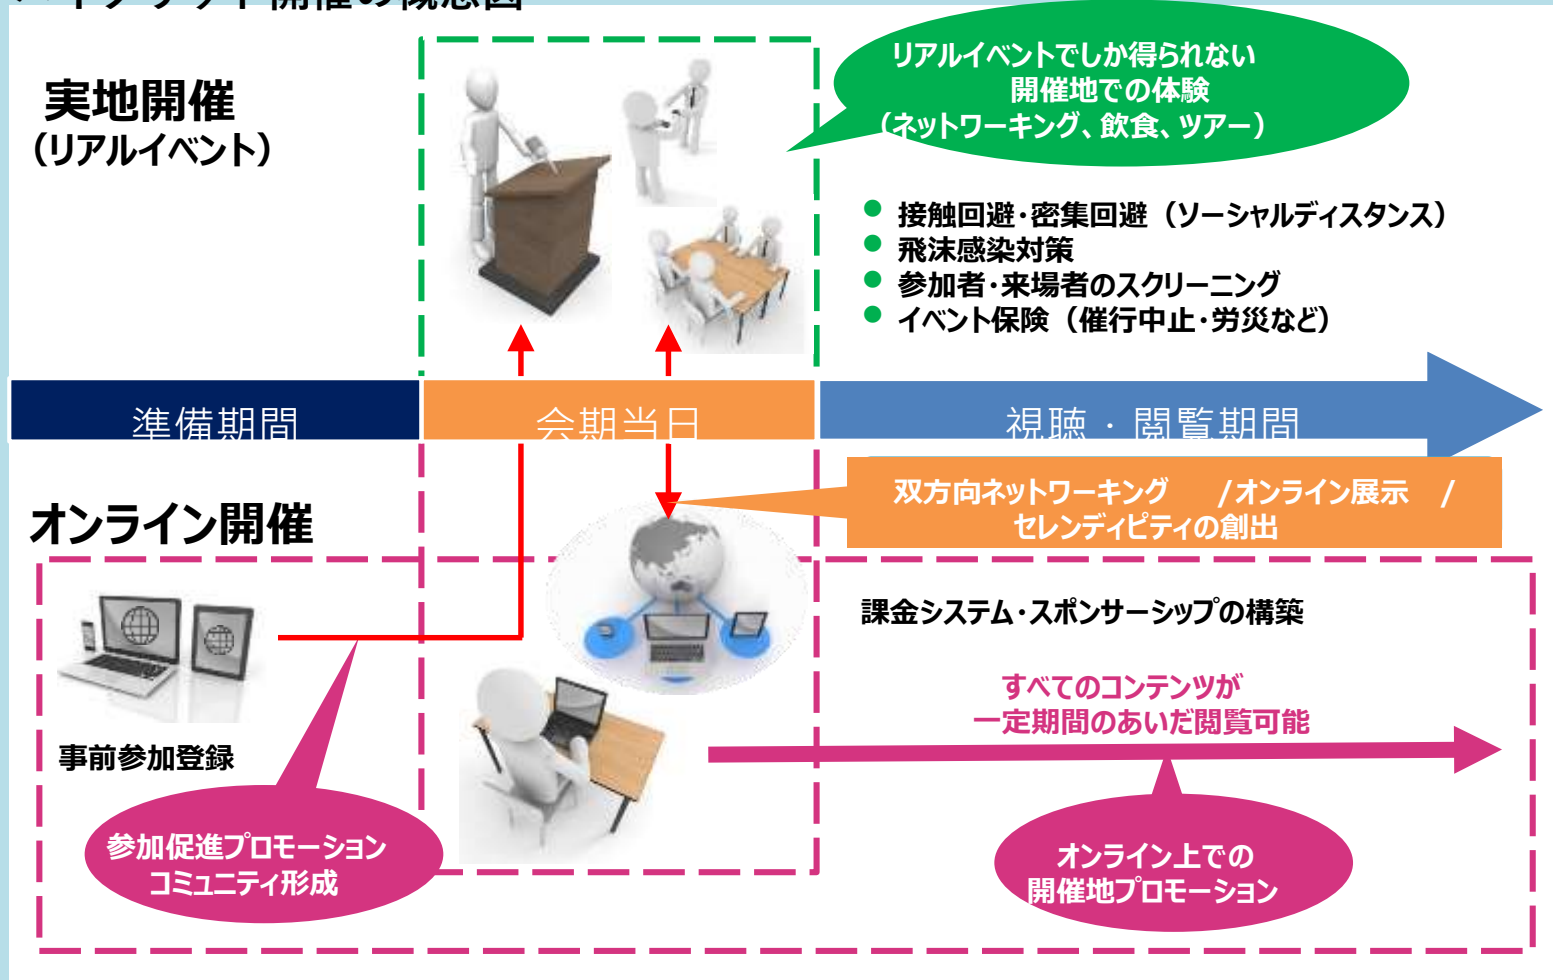 ハイブリッド開催の概念図
実地開催
（リアルイベント）
リアルイベントでしか得られない
開催地での体験
（ネットワーキング、飲食、ツアー）
● 接触回避・密集回避（ソーシャルディスタンス）
● 飛沫感染対策
● 参加者・来場者のスクリーニング
● イベント保険（催行中止・労災など）
準備期間
会期当日
視聴・閲覧期間
双方向ネットワーキング /オンライン展示 /
セレンディピティの創出
オンライン開催
課金システム・スポンサーシップの構築
すべてのコンテンツが
一定期間のあいだ閲覧可能
事前参加登録
参加促進プロモーション
コミュニティ形成
オンライン上での
開催地プロモーション